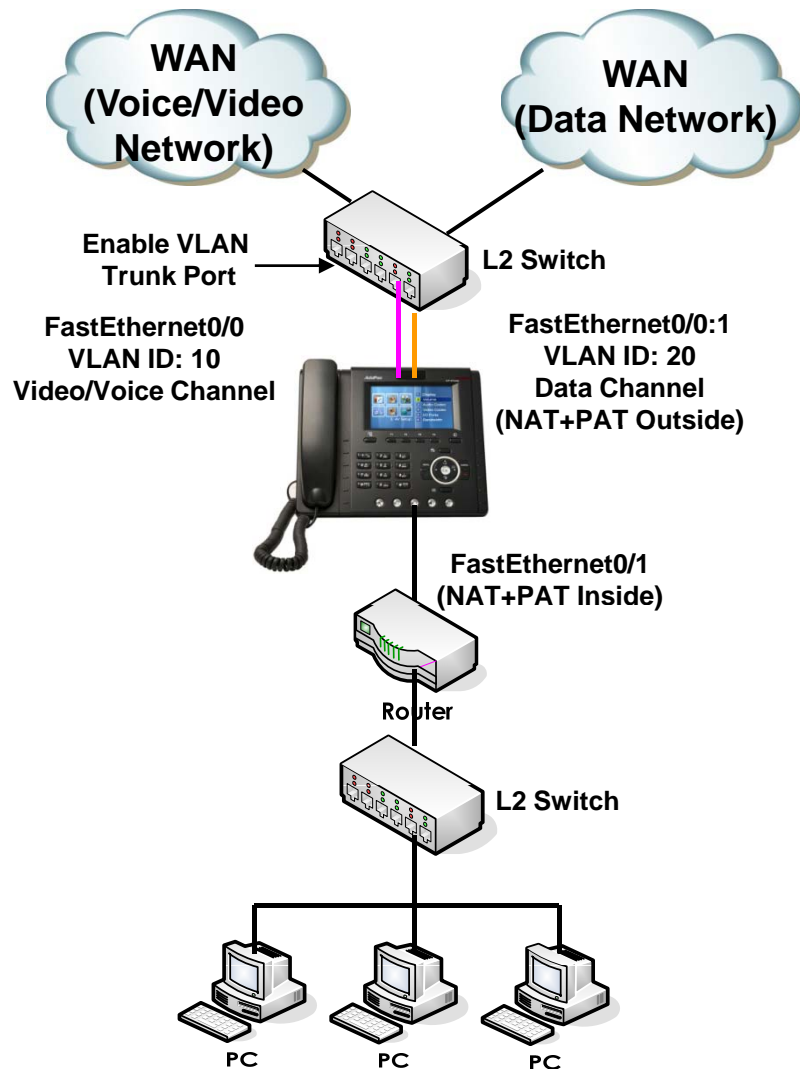 WAN
(Voice/Video
Network)
WAN
(Data Network)
Enable VLAN
Trunk Port
L2 Switch
FastEthernet0/0
VLAN ID: 10
Video/Voice Channel
FastEthernet0/0:1
VLAN ID: 20
Data Channel
(NAT+PAT Outside)
FastEthernet0/1
(NAT+PAT Inside)
Router
L2 Switch
PC
PC
PC